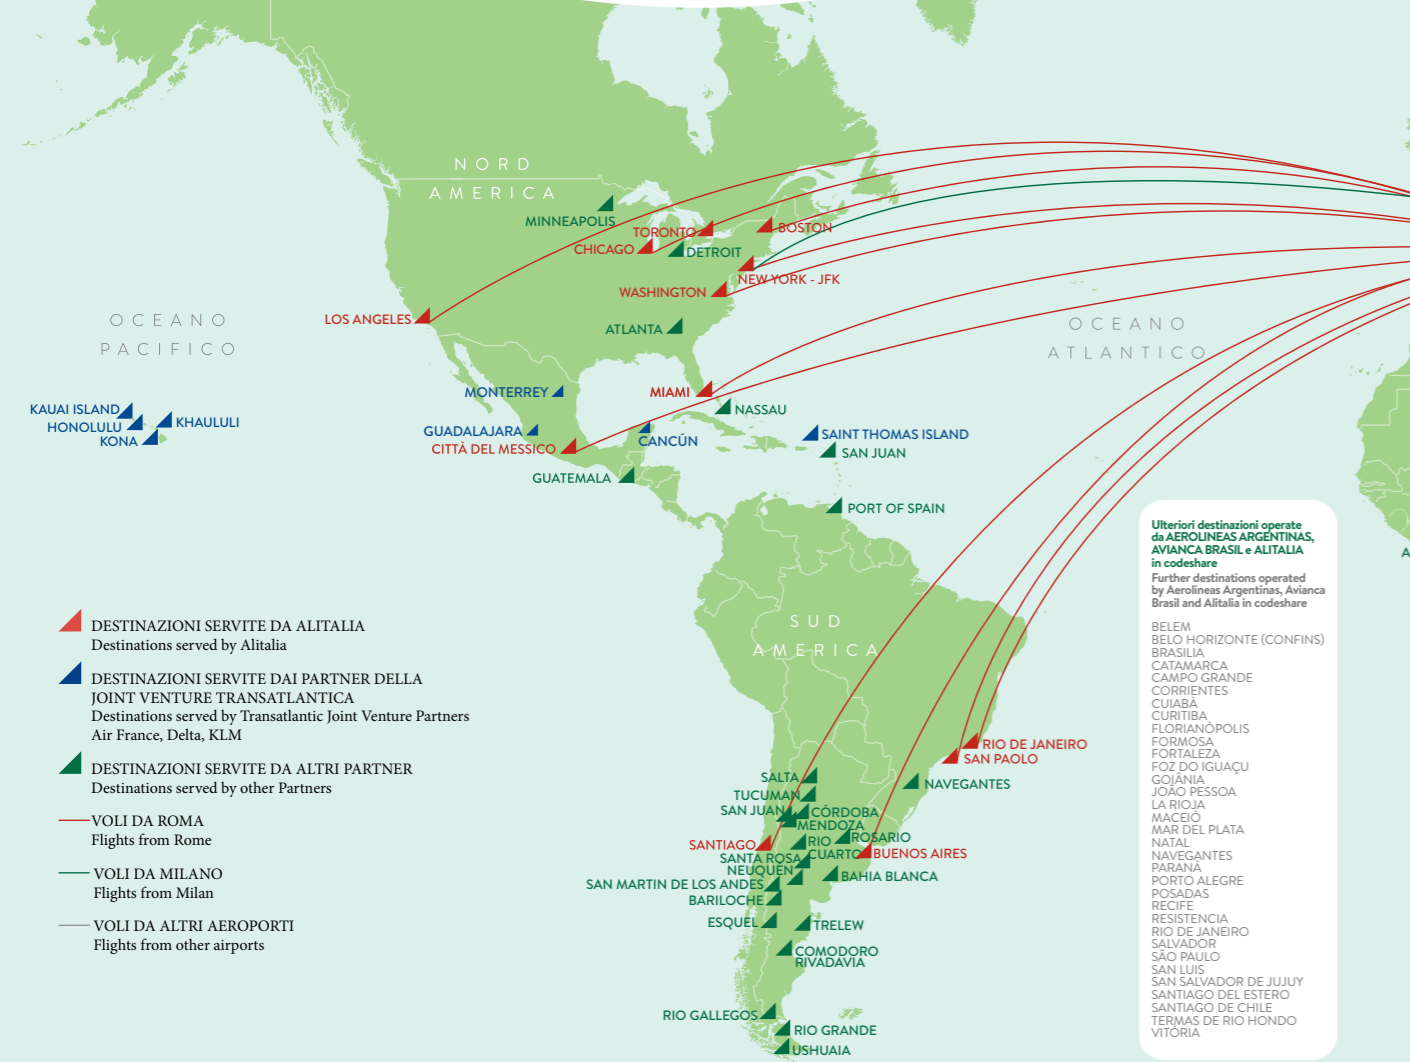 NORD
AMERICA
MINNEAPOLIS
TORONTO
BOSTON
CHICAGO
DETROIT
NEW YORK - JFK
WASHINGTON
LOS ANGELES
ATLANTA
OCEANO
PACIFICO
OCEANO
ATLANTICO
MONTERREY
MIAMI
NASSAU
KAUAI ISLAND
HONOLULU
KHAULULI
KONA
GUADALAJARA
CANCÚN
CITTÀ DEL MESSICO
SAINT THOMAS ISLAND
SAN JUAN
GUATEMALA
PORT OF SPAIN
SUD
AMERICA
RIO DE JANEIRO
SAN PAOLO
NAVEGANTES
SALTA
TUCUMAN
SAN JUAN
CÓRDOBA
MENDOZA
ROSARIO
RIO
CUARTO
SANTIAGO
BUENOS AIRES
SANTA ROSA
NEUQUÉN
BAHIA BLANCA
SAN MARTIN DE LOS ANDES
BARILOCHE
ESQUEL
TRELEW
COMODORO
RIVADAVIA
RIO GALLEGOS
RIO GRANDE
USHUAIA
DESTINAZIONI SERVITE DA ALITALIA
Destinations served by Alitalia
DESTINAZIONI SERVITE DAI PARTNER DELLA
JOINT VENTURE TRANSATLANTICA
Destinations served by Transatlantic Joint Venture Partners
Air France, Delta, KLM
DESTINAZIONI SERVITE DA ALTRI PARTNER
Destinations served by other Partners
VOLI DA ROMA
Flights from Rome
VOLI DA MILANO
Flights from Milan
VOLI DA ALTRI AEROPORTI
Flights from other airports
Ulteriori destinazioni operate
da AEROLINEAS ARGENTINAS,
AVIANCA BRASIL e ALITALIA
in codeshare
Further destinations operated
by Aerolineas Argentinas, Avianca
Brasil and Alitalia in codeshare
BELEM
BELO HORIZONTE (CONFINS)
BRASILIA
CATAMARCA
CAMPO GRANDE
CORRIENTES
CUIABÁ
CURITIBA
FLORIANÓPOLIS
FORMOSA
FORTALEZA
FOZ DO IGUAÇU
GOIÂNIA
JOÃO PESSOA
LA RIOJA
MACEIÓ
MAR DEL PLATA
NATAL
NAVEGANTES
PARANÁ
PORTO ALEGRE
POSADAS
RECIFE
RESISTENCIA
RIO DE JANEIRO
SALVADOR
SÃO PAULO
SAN LUIS
SAN SALVADOR DE JUJUY
SANTIAGO DEL ESTERO
SANTIAGO DE CHILE
TERMAS DE RIO HONDO
VITÓRIA